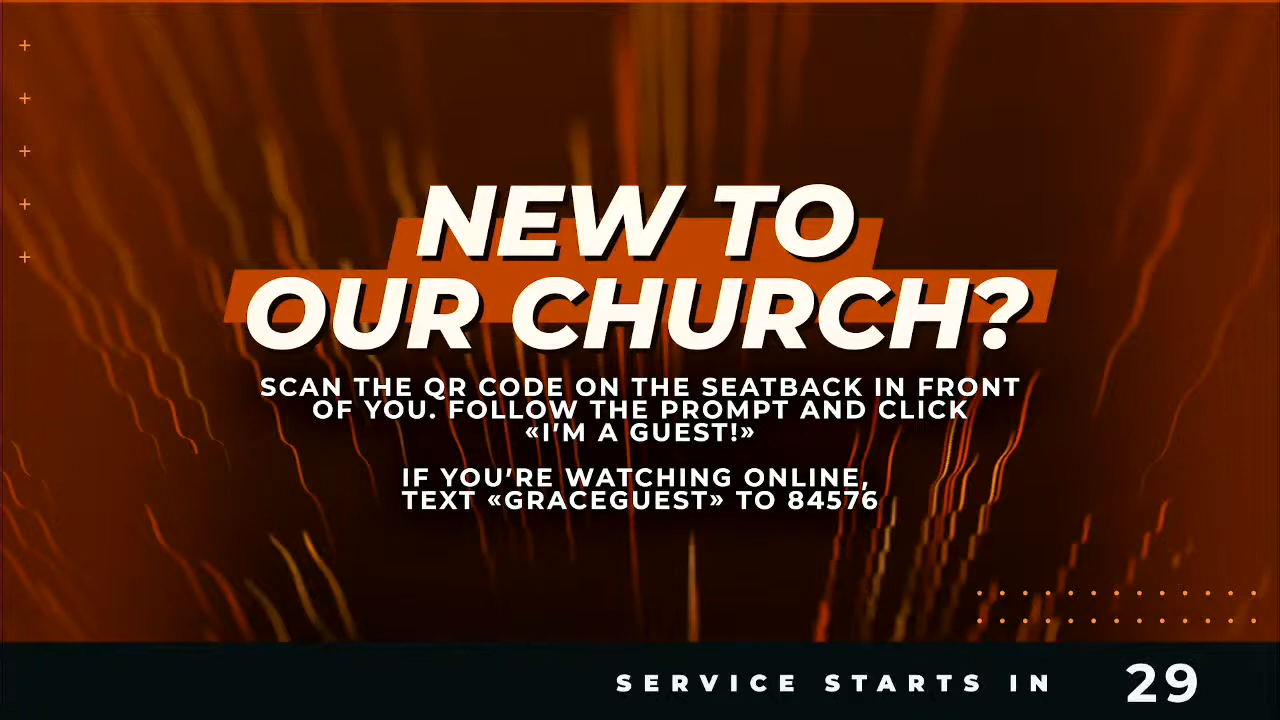 NEW TO
OUR CHURCH?
SCAN THE QR CODE ON THE SEATBACK IN FRONT
OF YOU. FOLLOW THE PROMPT AND CLICK
«I'M A GUEST!»
IF YOU'RE WATCHING ONLINE,
TEXT «GRACEGUEST» TO 84576
SERVICE STARTS IN 29